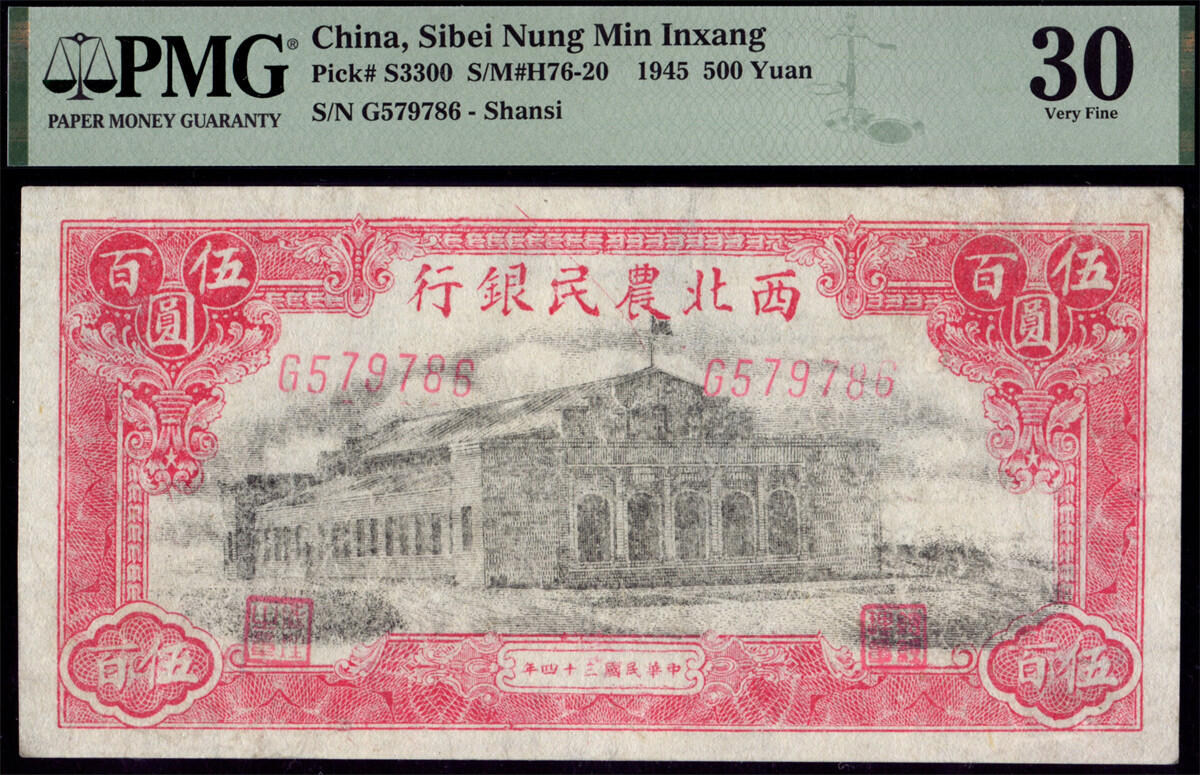 PMG®
PAPER MONEY GUARANTY
China, Sibei Nung Min Inxang
Pick# S3300 S/M#H76-20 1945 500 Yuan
S/N G579786 - Shansi
30
Very Fine
伍百圓
西北農民銀行
伍百圓
G579786
G579786
伍百
中華民國三十四年
伍百